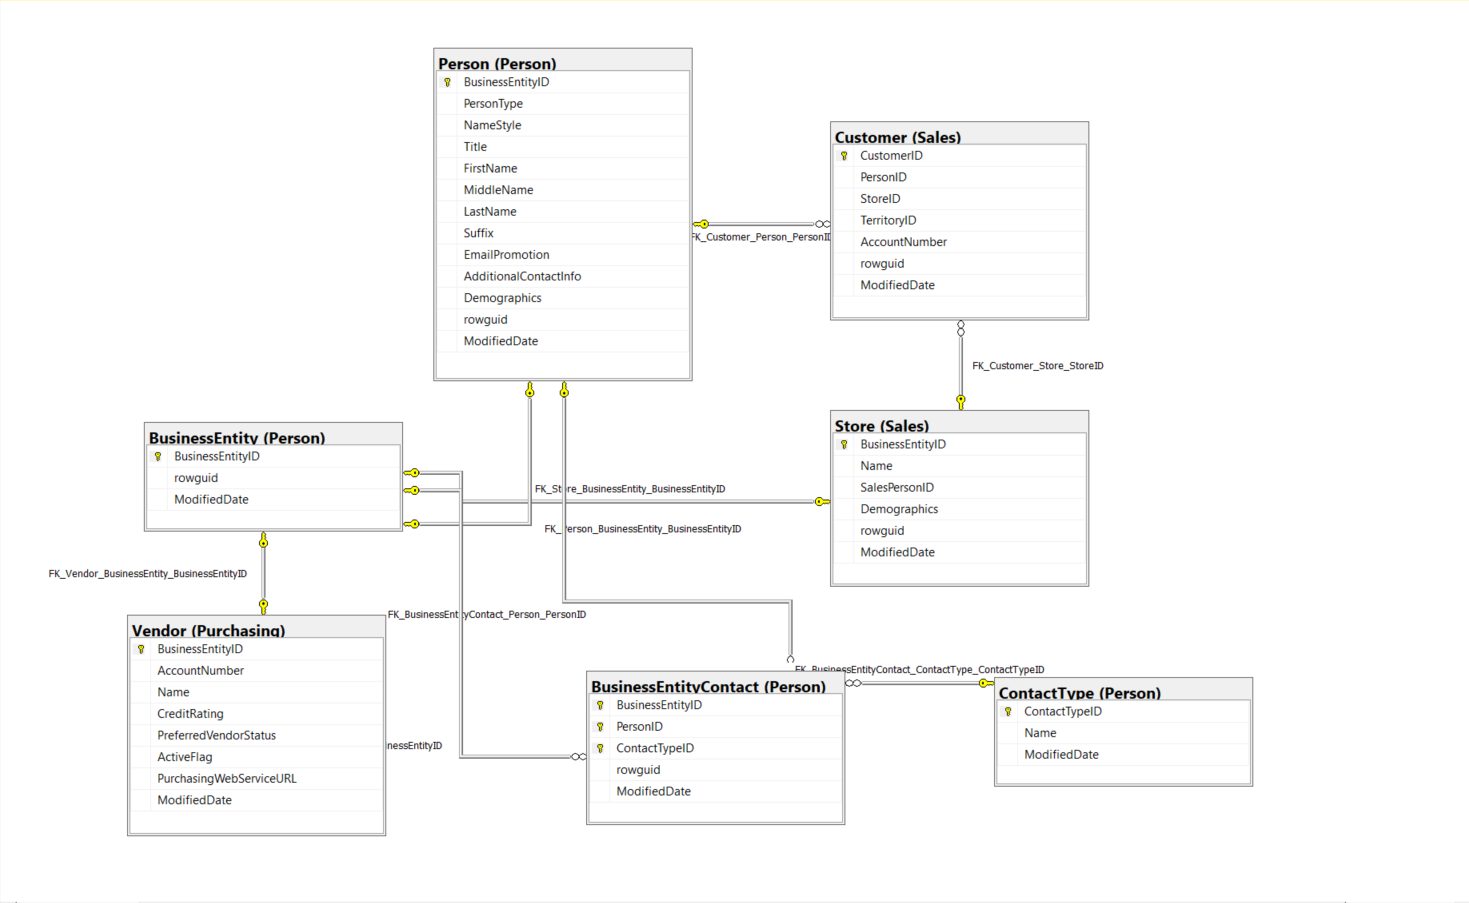 Person (Person)
BusinessEntityID
PersonType
NameStyle
Title
FirstName
MiddleName
LastName
Suffix
EmailPromotion
AdditionalContactInfo
Demographics
rowguid
ModifiedDate
Customer (Sales)
CustomerID
PersonID
StoreID
TerritoryID
AccountNumber
rowguid
ModifiedDate
FK_Customer_Person_PersonID
FK_Customer_Store_StoreID
Store (Sales)
BusinessEntityID
Name
SalesPersonID
Demographics
rowguid
ModifiedDate
BusinessEntity (Person)
BusinessEntityID
rowguid
ModifiedDate
FK_Store_BusinessEntity_BusinessEntityID
FK_Person_BusinessEntity_BusinessEntityID
FK_Vendor_BusinessEntity_BusinessEntityID
FK_BusinessEntityContact_Person_PersonID
Vendor (Purchasing)
BusinessEntityID
AccountNumber
Name
CreditRating
PreferredVendorStatus
ActiveFlag
PurchasingWebServiceURL
ModifiedDate
nessEntityID
FK_BusinessEntityContact_ContactType_ContactTypeID
BusinessEntityContact (Person)
BusinessEntityID
PersonID
ContactTypeID
rowguid
ModifiedDate
ContactType (Person)
ContactTypeID
Name
ModifiedDate